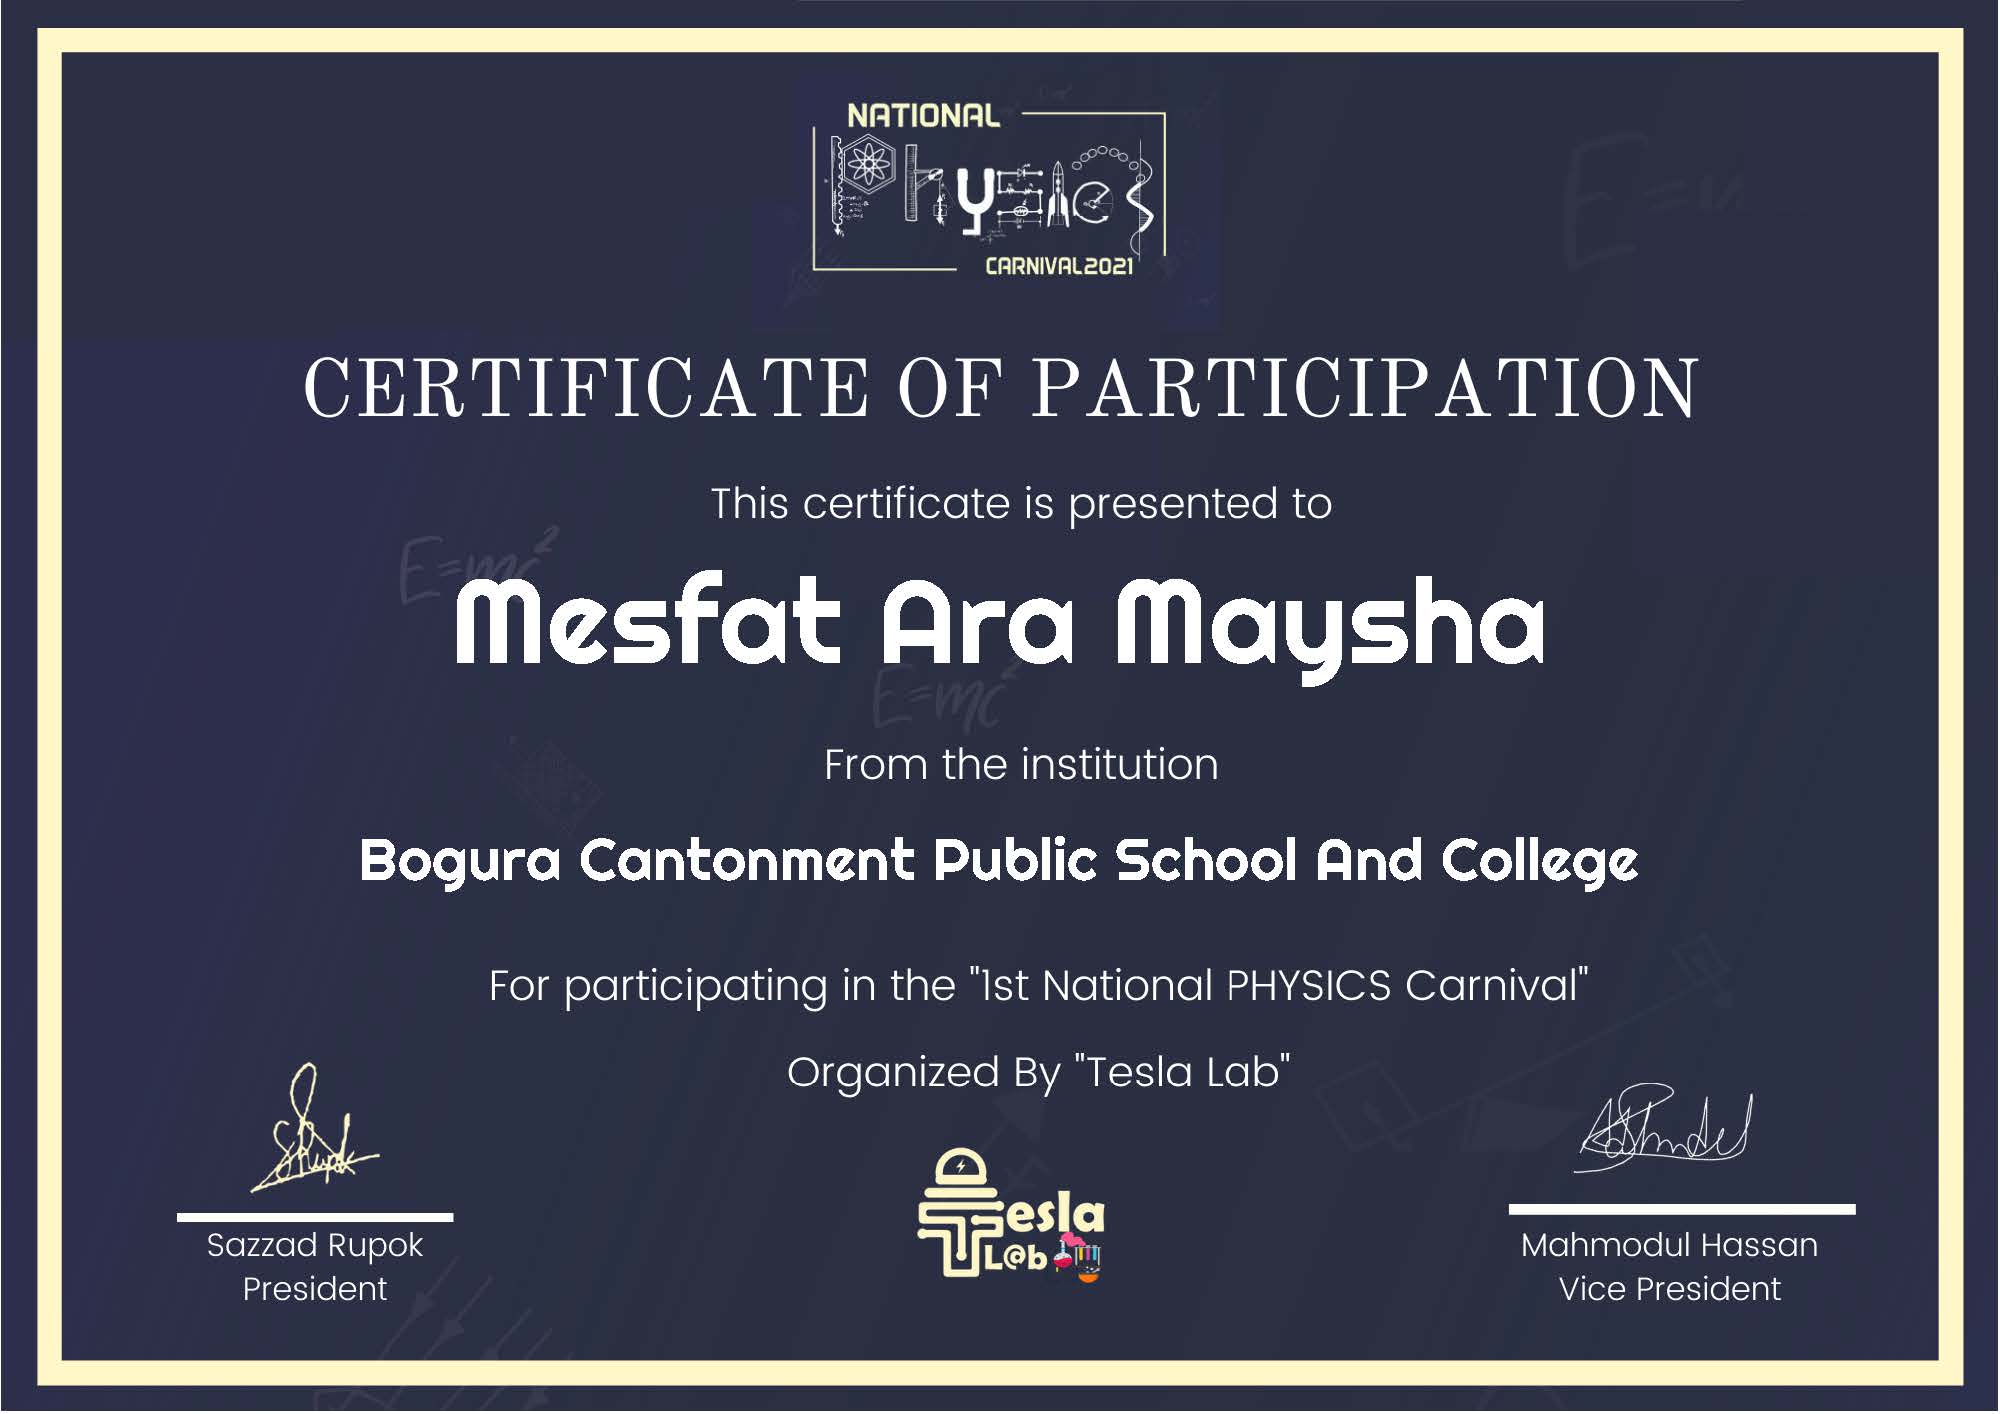 NATIONAL
Physics
CARNIVAL2021
CERTIFICATE OF PARTICIPATION
This certificate is presented to
E=mc²
Mesfat Ara Maysha
E=mc²
From the institution
Bogura Cantonment Public School And College
For participating in the "1st National PHYSICS Carnival"
Organized By "Tesla Lab"
Tesla
L@b
Sazzad Rupok
President
Mahmodul Hassan
Vice President